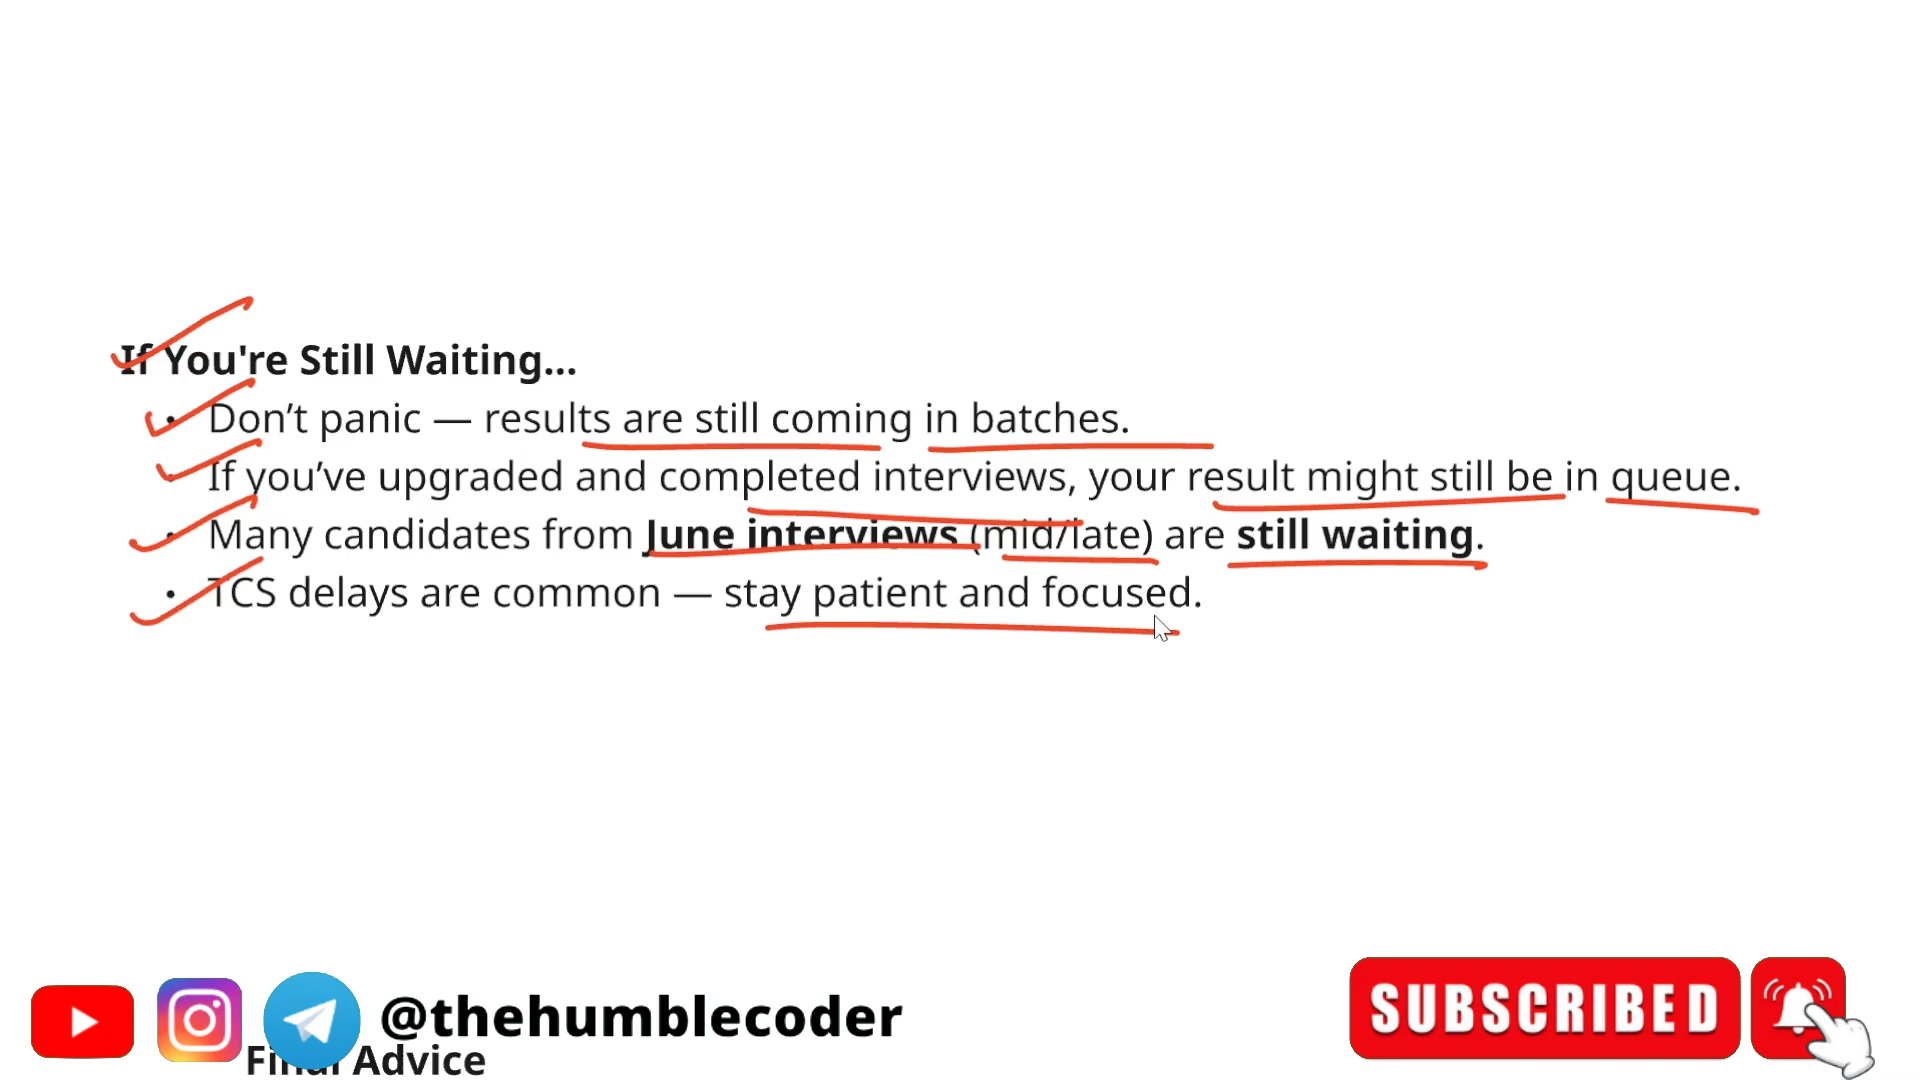 If You're Still Waiting...
• Don’t panic — results are still coming in batches.
• If you’ve upgraded and completed interviews, your result might still be in queue.
• Many candidates from June interviews (mid/late) are still waiting.
• TCS delays are common — stay patient and focused.
@thehumblecoder
SUBSCRIBED
Final Advice